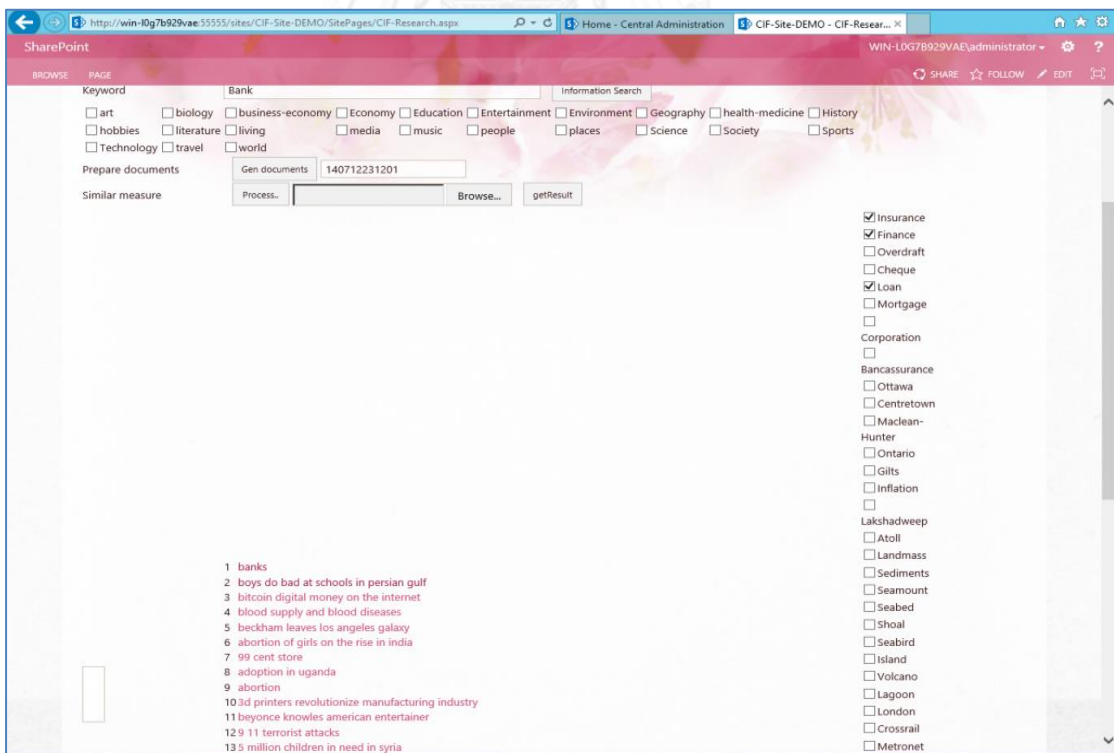 http://win-l0g7b929vae:55555/sites/CIF-Site-DEMO/SitePages/CIF-Research.aspx
Home - Central Administration
CIF-Site-DEMO - CIF-Resear...
SharePoint
WIN-L0G7B929VAE\administrator
?
BROWSE PAGE
SHARE FOLLOW EDIT
Keyword Bank Information Search
art biology business-economy Economy Education Entertainment Environment Geography health-medicine History
hobbies literature living media music people places Science Society Sports
Technology travel world
Prepare documents Gen documents 140712231201
Similar measure Process.. Browse... getResult
Insurance
Finance
Overdraft
Cheque
Loan
Mortgage
Corporation
Bancassurance
Ottawa
Centretown
Maclean-
Hunter
Ontario
Gilts
Inflation
Lakshadweep
Atoll
Landmass
Sediments
Seamount
Seabed
Shoal
Seabird
Island
Volcano
Lagoon
London
Crossrail
Metronet
1 banks
2 boys do bad at schools in persian gulf
3 bitcoin digital money on the internet
4 blood supply and blood diseases
5 beckham leaves los angeles galaxy
6 abortion of girls on the rise in india
7 99 cent store
8 adoption in uganda
9 abortion
10 3d printers revolutionize manufacturing industry
11 beyonce knowles american entertainer
12 9 11 terrorist attacks
13 5 million children in need in syria